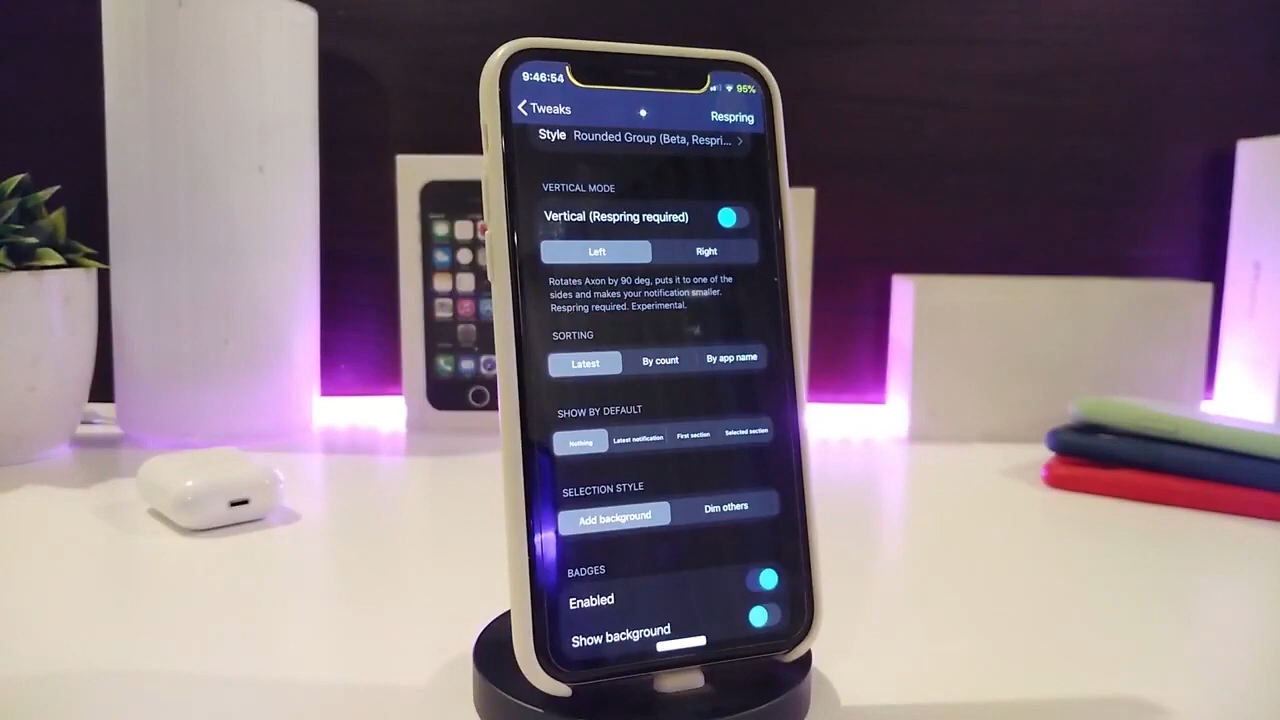 9:46:54
95%
Tweaks
Respring
Style Rounded Group (Beta, Respri...
VERTICAL MODE
Vertical (Respring required)
Left Right
Rotates Axon by 90 deg, puts it to one of the
sides and makes your notification smaller.
Respring required. Experimental.
SORTING
Latest By count By app name
SHOW BY DEFAULT
Nothing Latest notification First section Selected section
SELECTION STYLE
Add background Dim others
BADGES
Enabled
Show background